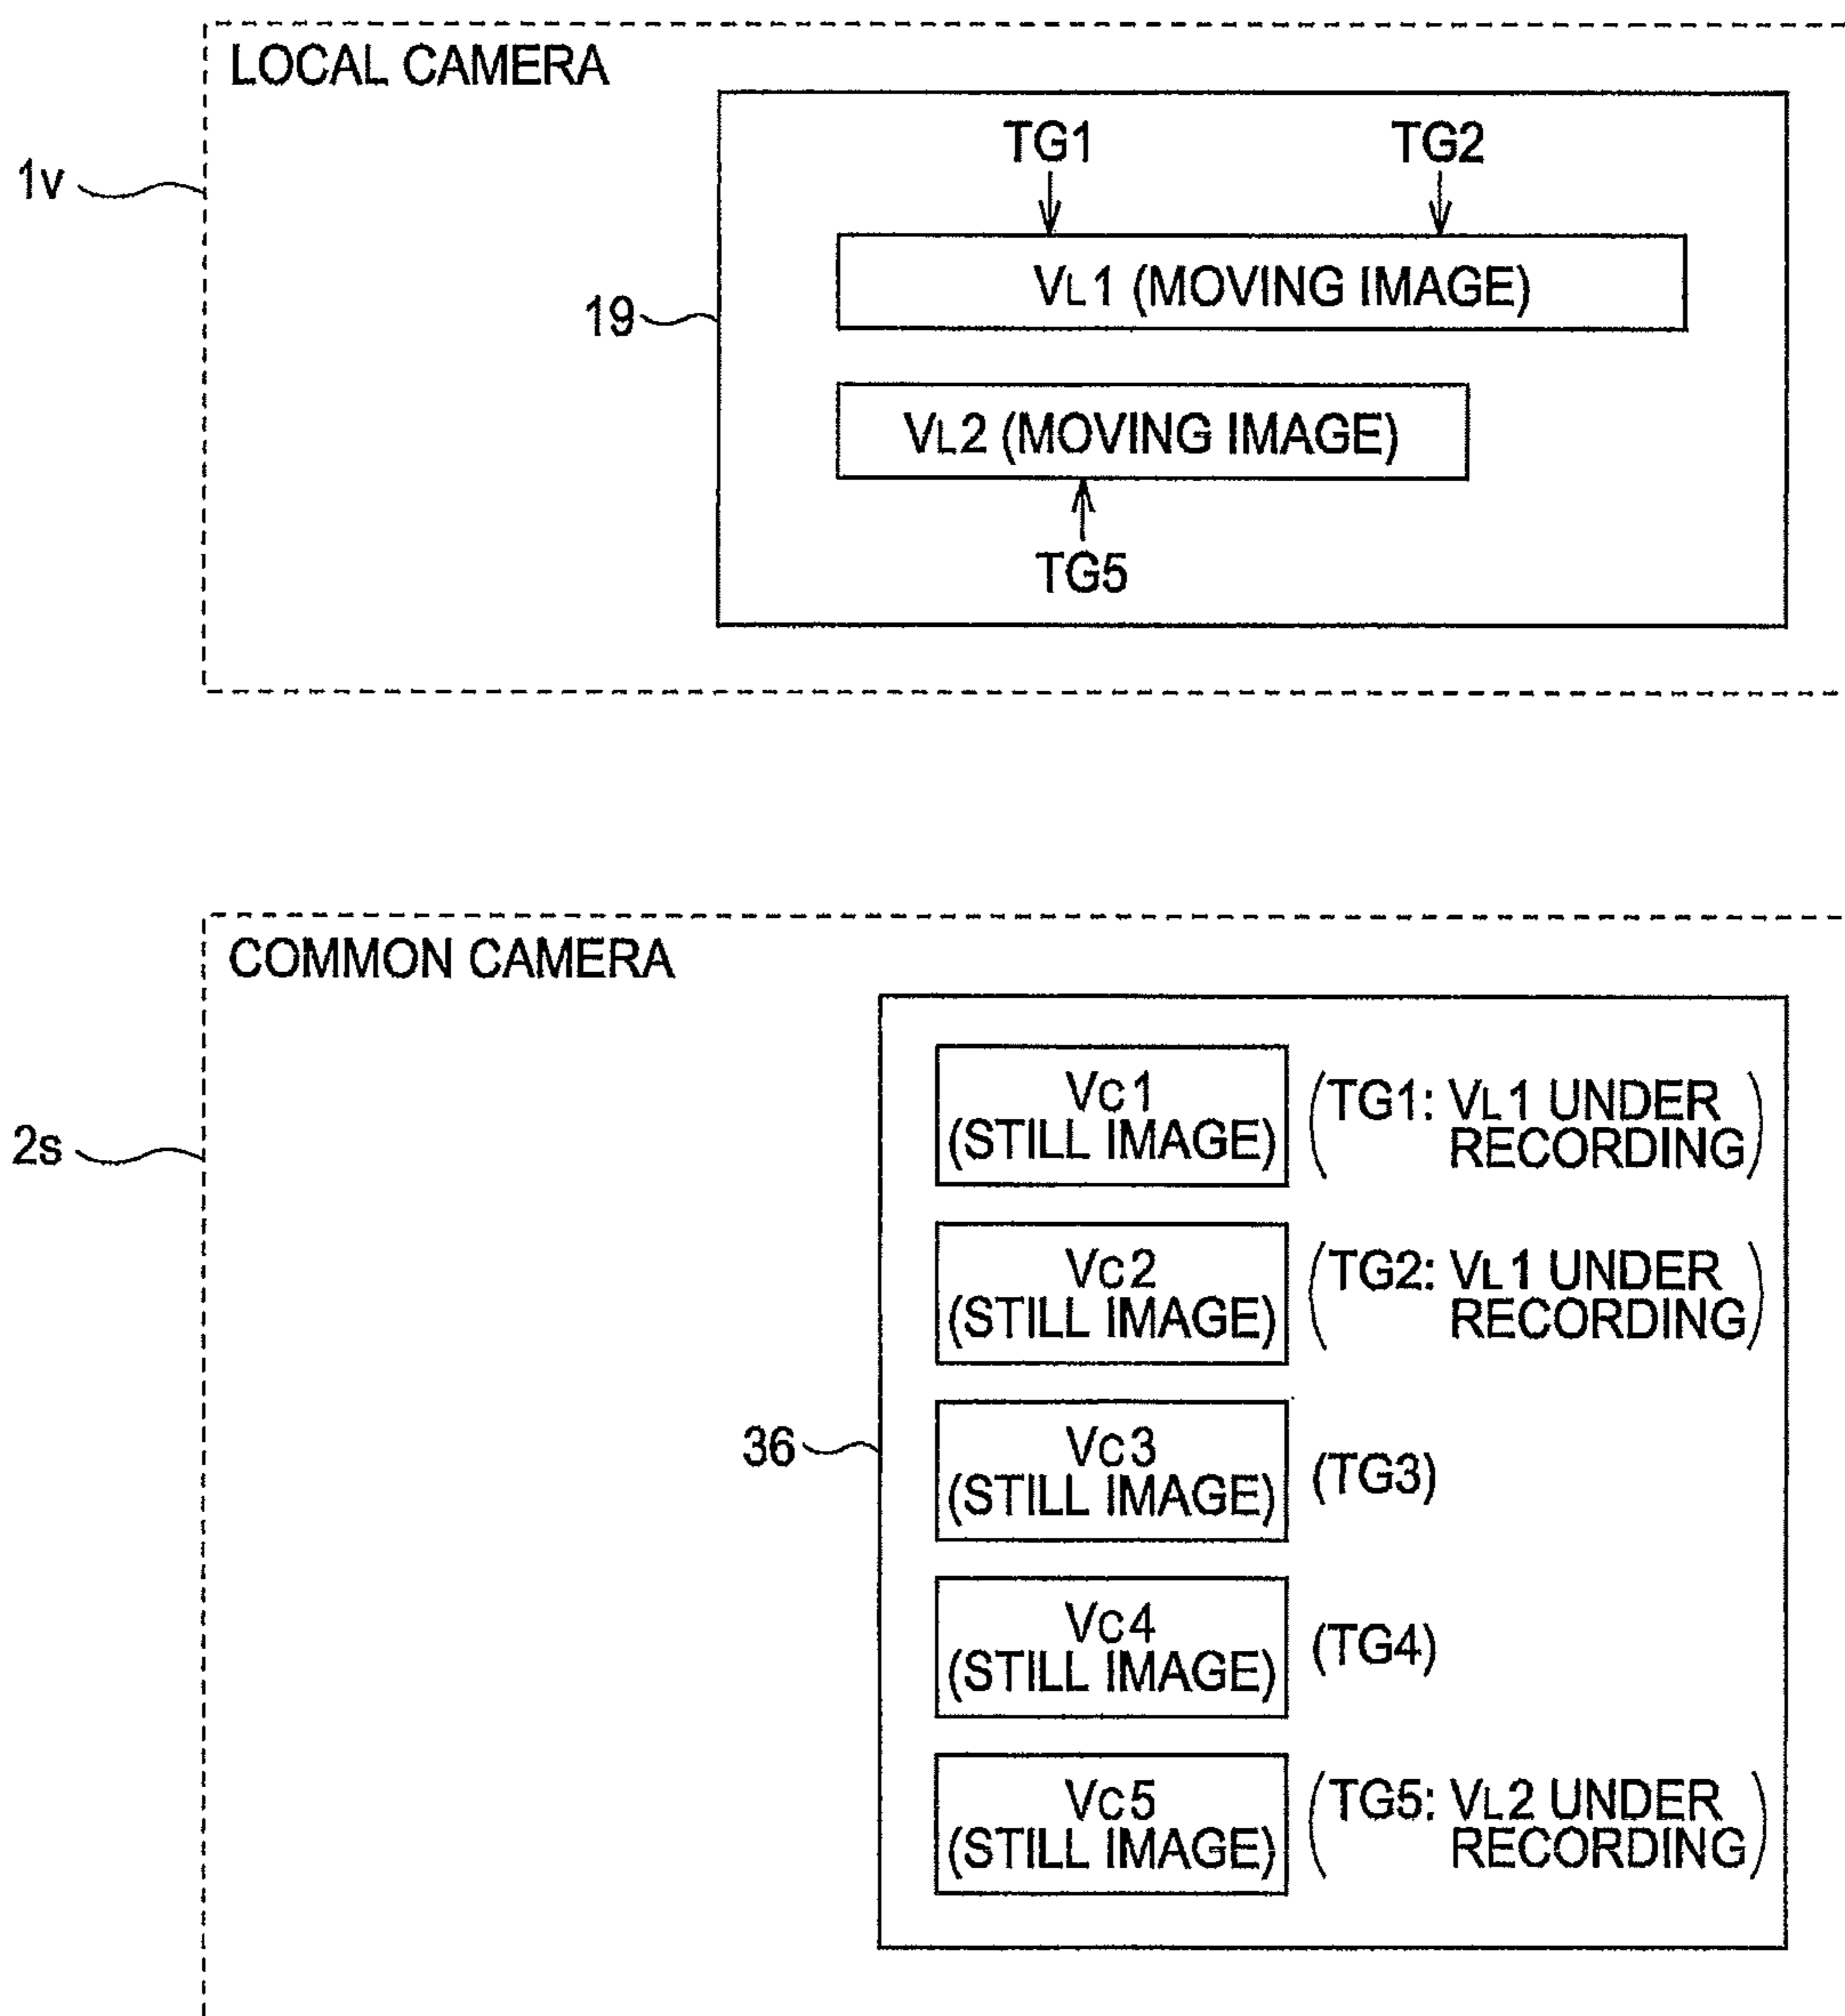 LOCAL CAMERA
1v
TG1 TG2
VL1 (MOVING IMAGE)
19
VL2 (MOVING IMAGE)
TG5
COMMON CAMERA
2s
VC1
(STILL IMAGE)
(TG1: VL1 UNDER
RECORDING)
VC2
(STILL IMAGE)
(TG2: VL1 UNDER
RECORDING)
36
VC3
(STILL IMAGE)
(TG3)
VC4
(STILL IMAGE)
(TG4)
VC5
(STILL IMAGE)
(TG5: VL2 UNDER
RECORDING)